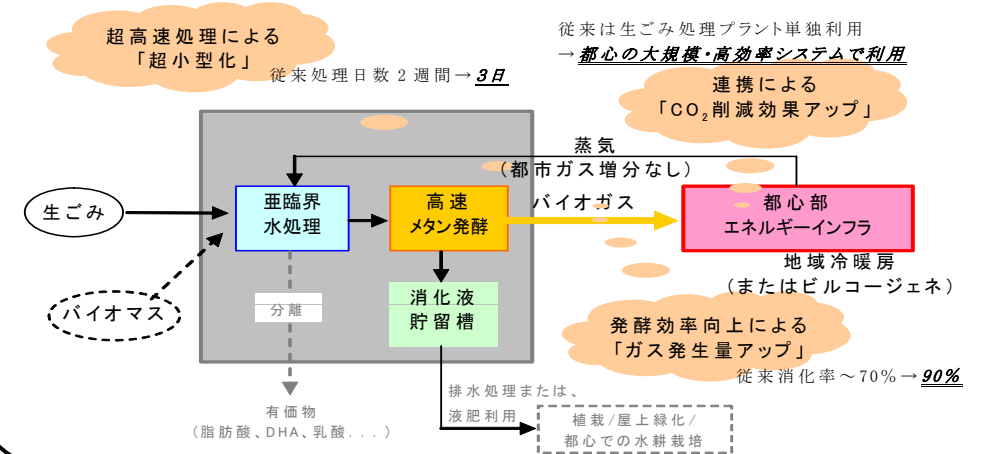 超高速処理による
「超小型化」
従来処理日数2週間→3日
従来は生ごみ処理プラント単独利用
→都心の大規模・高効率システムで利用
連携による
「CO₂削減効果アップ」
蒸気
(都市ガス増分なし)
生ごみ
亜臨界
水処理
高速
メタン発酵
バイオガス
都心部
エネルギーインフラ
地域冷暖房
(またはビルコージェネ)
バイオマス
分離
消化液
貯留槽
発酵効率向上による
「ガス発生量アップ」
従来消化率~70%→90%
有価物
(脂肪酸、DHA、乳酸...)
排水処理または、
液肥利用
植栽/屋上緑化/
都心での水耕栽培